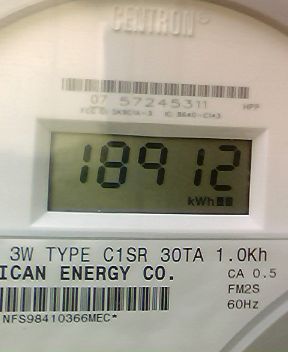 CENTRON®
07 57245311 HPP
18912
kWh
3W TYPE C1SR 30TA 1.0Kh
ICAN ENERGY CO. CA 0.5
FM2S
60Hz
NFS98410366MEC*